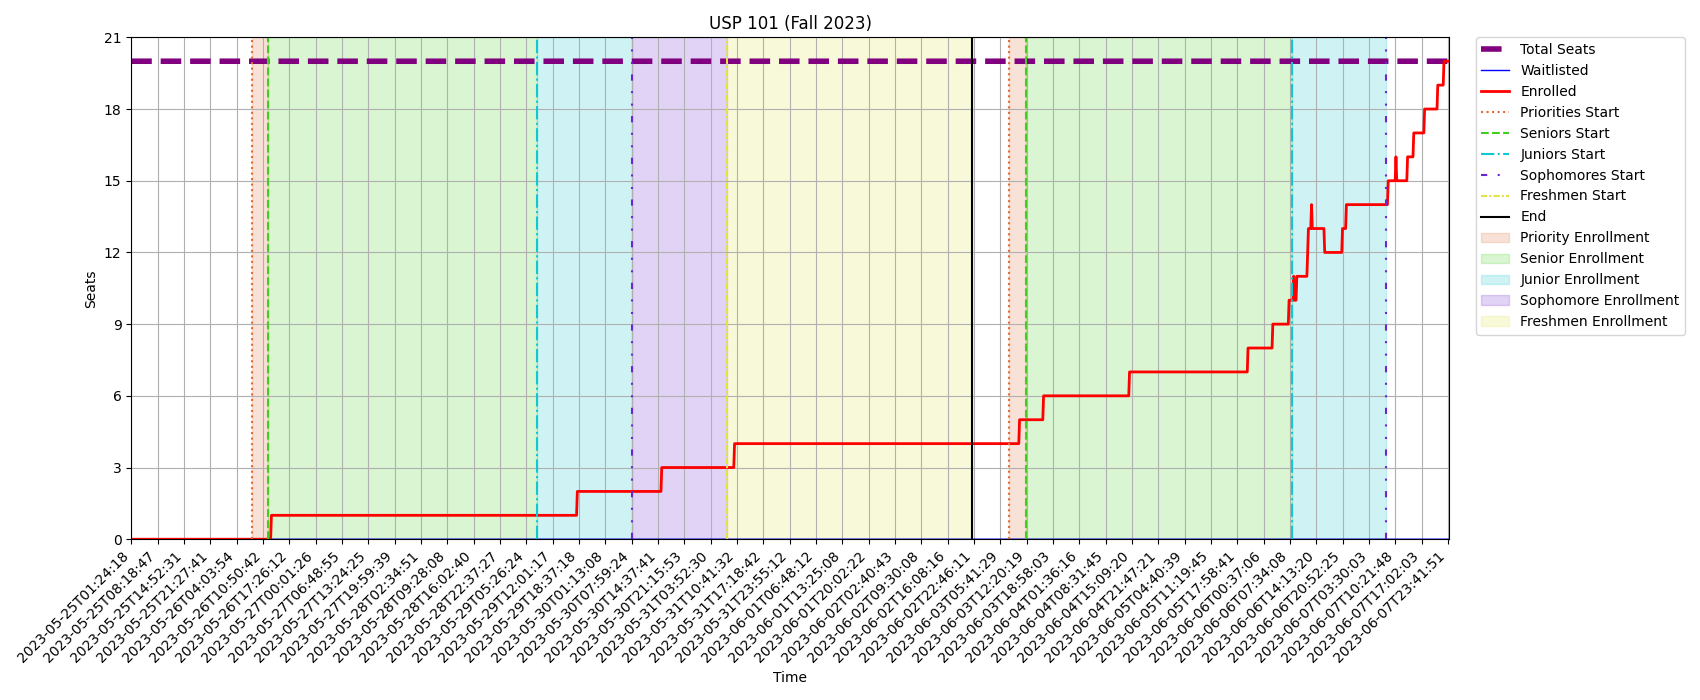 USP 101 (Fall 2023)
21
18
15
12
9
6
3
0
Seats
2023-05-25T01:24:18
2023-05-25T08:18:47
2023-05-25T14:52:31
2023-05-25T21:27:41
2023-05-26T04:03:54
2023-05-26T10:50:42
2023-05-26T17:26:12
2023-05-27T00:01:26
2023-05-27T06:48:55
2023-05-27T13:24:25
2023-05-27T19:59:39
2023-05-28T02:34:51
2023-05-28T09:28:08
2023-05-28T16:02:40
2023-05-28T22:37:27
2023-05-29T05:26:24
2023-05-29T12:01:17
2023-05-29T18:37:18
2023-05-30T01:13:08
2023-05-30T07:59:24
2023-05-30T14:37:41
2023-05-30T21:15:53
2023-05-31T03:52:30
2023-05-31T10:41:32
2023-05-31T17:18:42
2023-05-31T23:55:12
2023-06-01T06:48:12
2023-06-01T13:25:08
2023-06-01T20:02:22
2023-06-02T02:40:43
2023-06-02T09:30:08
2023-06-02T16:08:16
2023-06-02T22:46:11
2023-06-03T05:41:29
2023-06-03T12:20:19
2023-06-03T18:58:03
2023-06-04T01:36:16
2023-06-04T08:31:45
2023-06-04T15:09:20
2023-06-04T21:47:21
2023-06-05T04:40:39
2023-06-05T11:19:45
2023-06-05T17:58:41
2023-06-06T00:37:06
2023-06-06T07:34:08
2023-06-06T14:13:20
2023-06-06T20:52:25
2023-06-07T03:30:03
2023-06-07T10:21:48
2023-06-07T17:02:03
2023-06-07T23:41:51
Time
Total Seats
Waitlisted
Enrolled
Priorities Start
Seniors Start
Juniors Start
Sophomores Start
Freshmen Start
End
Priority Enrollment
Senior Enrollment
Junior Enrollment
Sophomore Enrollment
Freshmen Enrollment